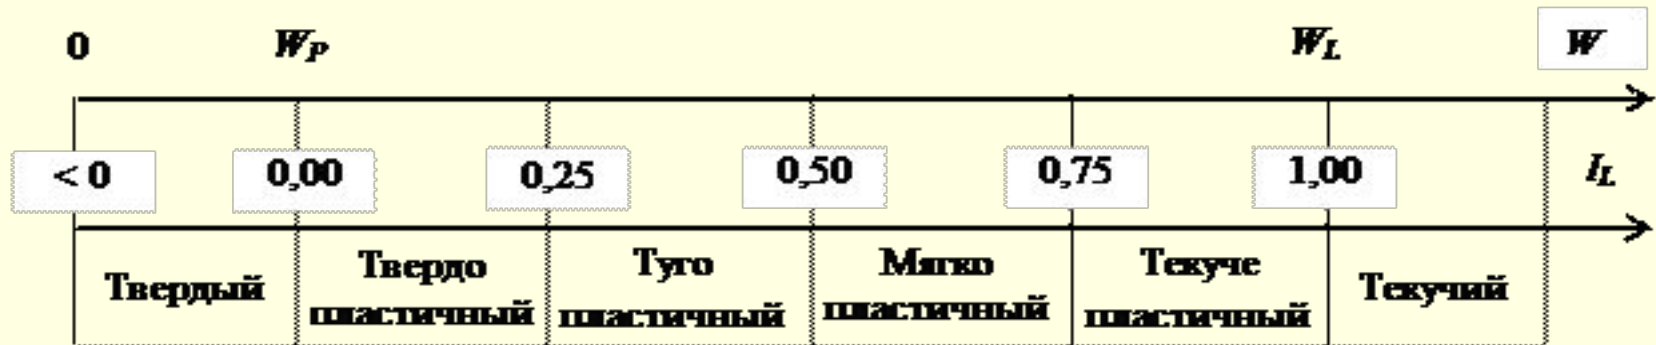 0 W_P W_L W
< 0 0,00 0,25 0,50 0,75 1,00 I_L
Твердый
Твердо
пластичный
Туго
пластичный
Мягко
пластичный
Текуче
пластичный
Текучий